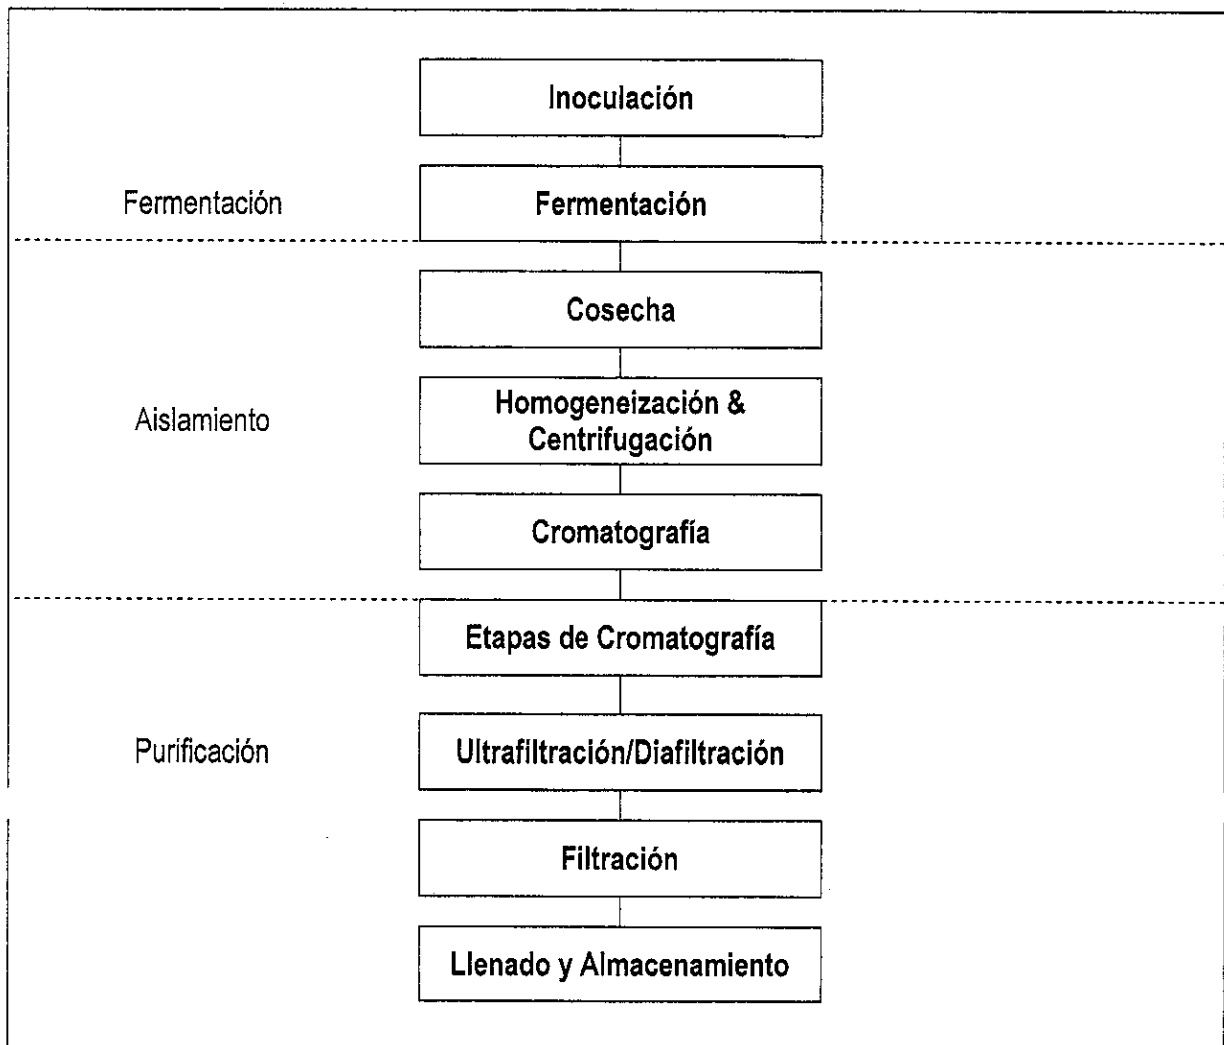 Inoculación
Fermentación
Fermentación
Cosecha
Aislamiento
Homogeneización &
Centrifugación
Cromatografía
Etapas de Cromatografía
Purificación
Ultrafiltración/Diafiltración
Filtración
Llenado y Almacenamiento